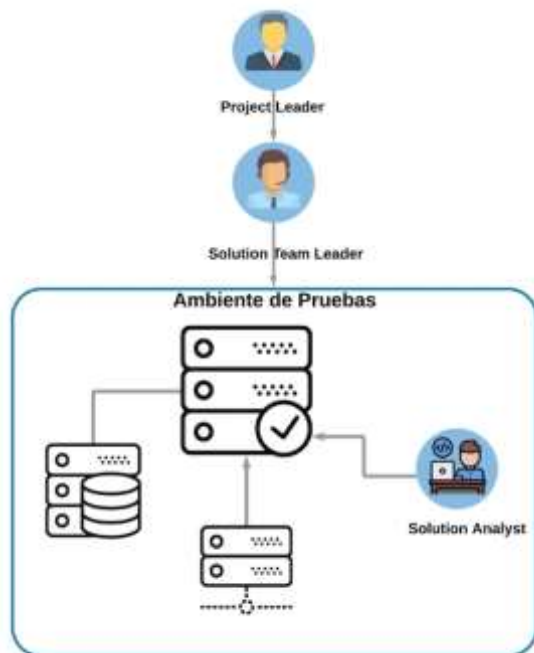 Project Leader
Solution Team Leader
Ambiente de Pruebas
Solution Analyst